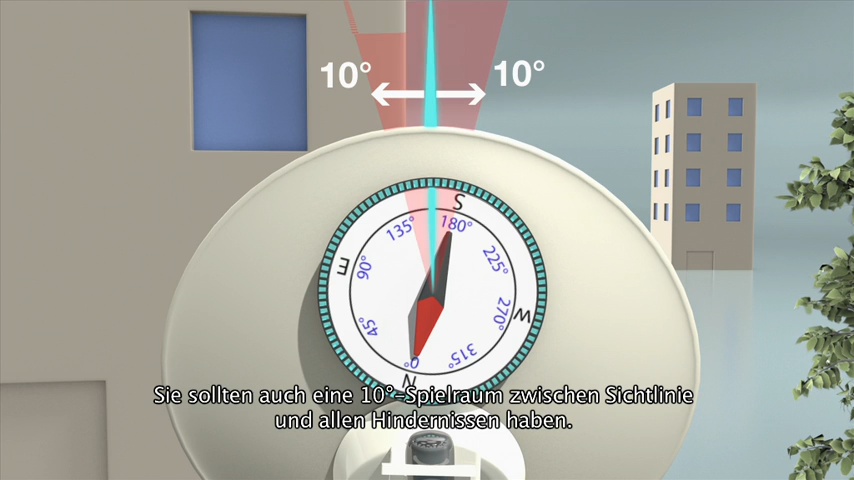 10° 10°
S
180°
135° 225°
E 90°
270° W
45° 315°
0°
N
Sie sollten auch eine 10°-Spielraum zwischen Sichtlinie
und allen Hindernissen haben.